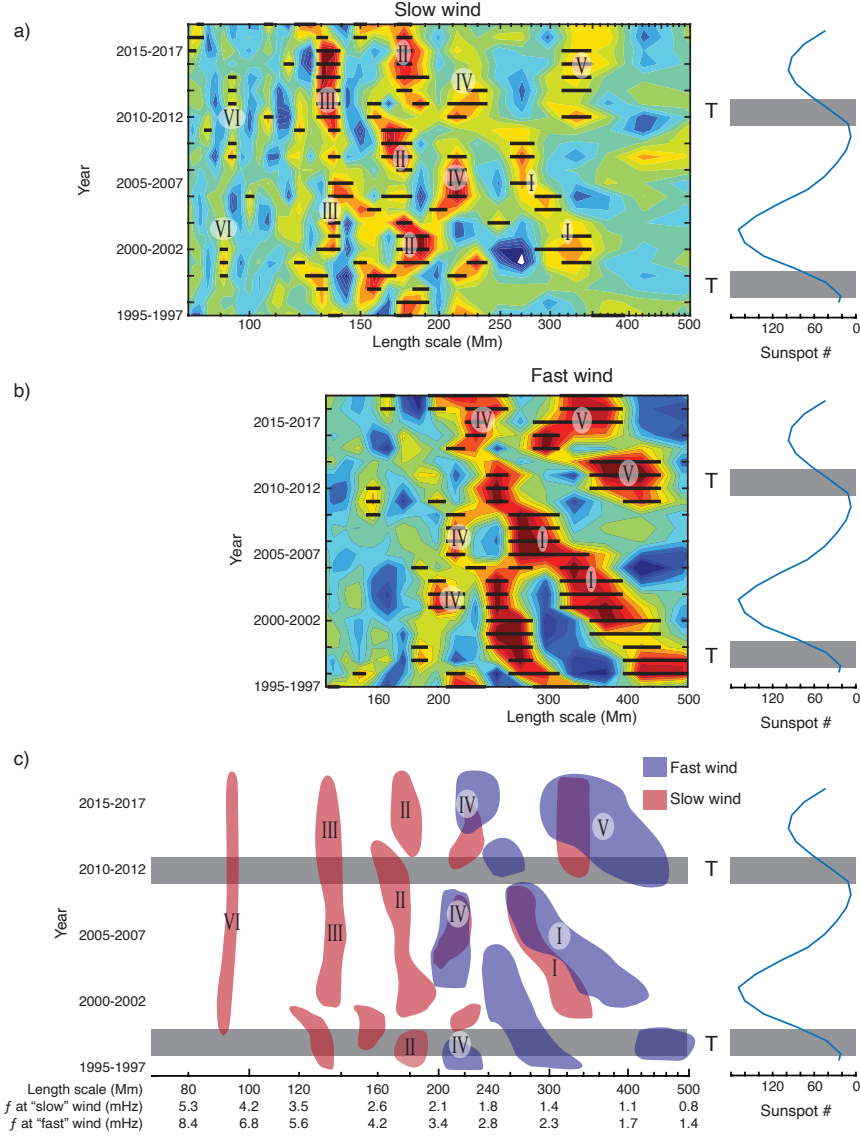 Slow wind
a)
2015-2017
2010-2012
2005-2007
2000-2002
1995-1997
Year
II
V
IV
III
VI
II
IV
I
III
VI
II
I
100
150
200
250
300
400
500
Length scale (Mm)
T
T
120
60
0
Sunspot #
b)
Fast wind
2015-2017
2010-2012
2005-2007
2000-2002
1995-1997
Year
IV
V
V
IV
I
I
IV
160
200
250
300
400
500
Length scale (Mm)
T
T
120
60
0
Sunspot #
c)
Fast wind
Slow wind
2015-2017
2010-2012
2005-2007
2000-2002
1995-1997
Year
IV
II
III
V
II
IV
VI
III
I
I
II
IV
T
T
120
60
0
Sunspot #
Length scale (Mm) 80 100 120 160 200 240 300 400 500
ƒ at “slow” wind (mHz) 5.3 4.2 3.5 2.6 2.1 1.8 1.4 1.1 0.8
ƒ at “fast” wind (mHz) 8.4 6.8 5.6 4.2 3.4 2.8 2.3 1.7 1.4